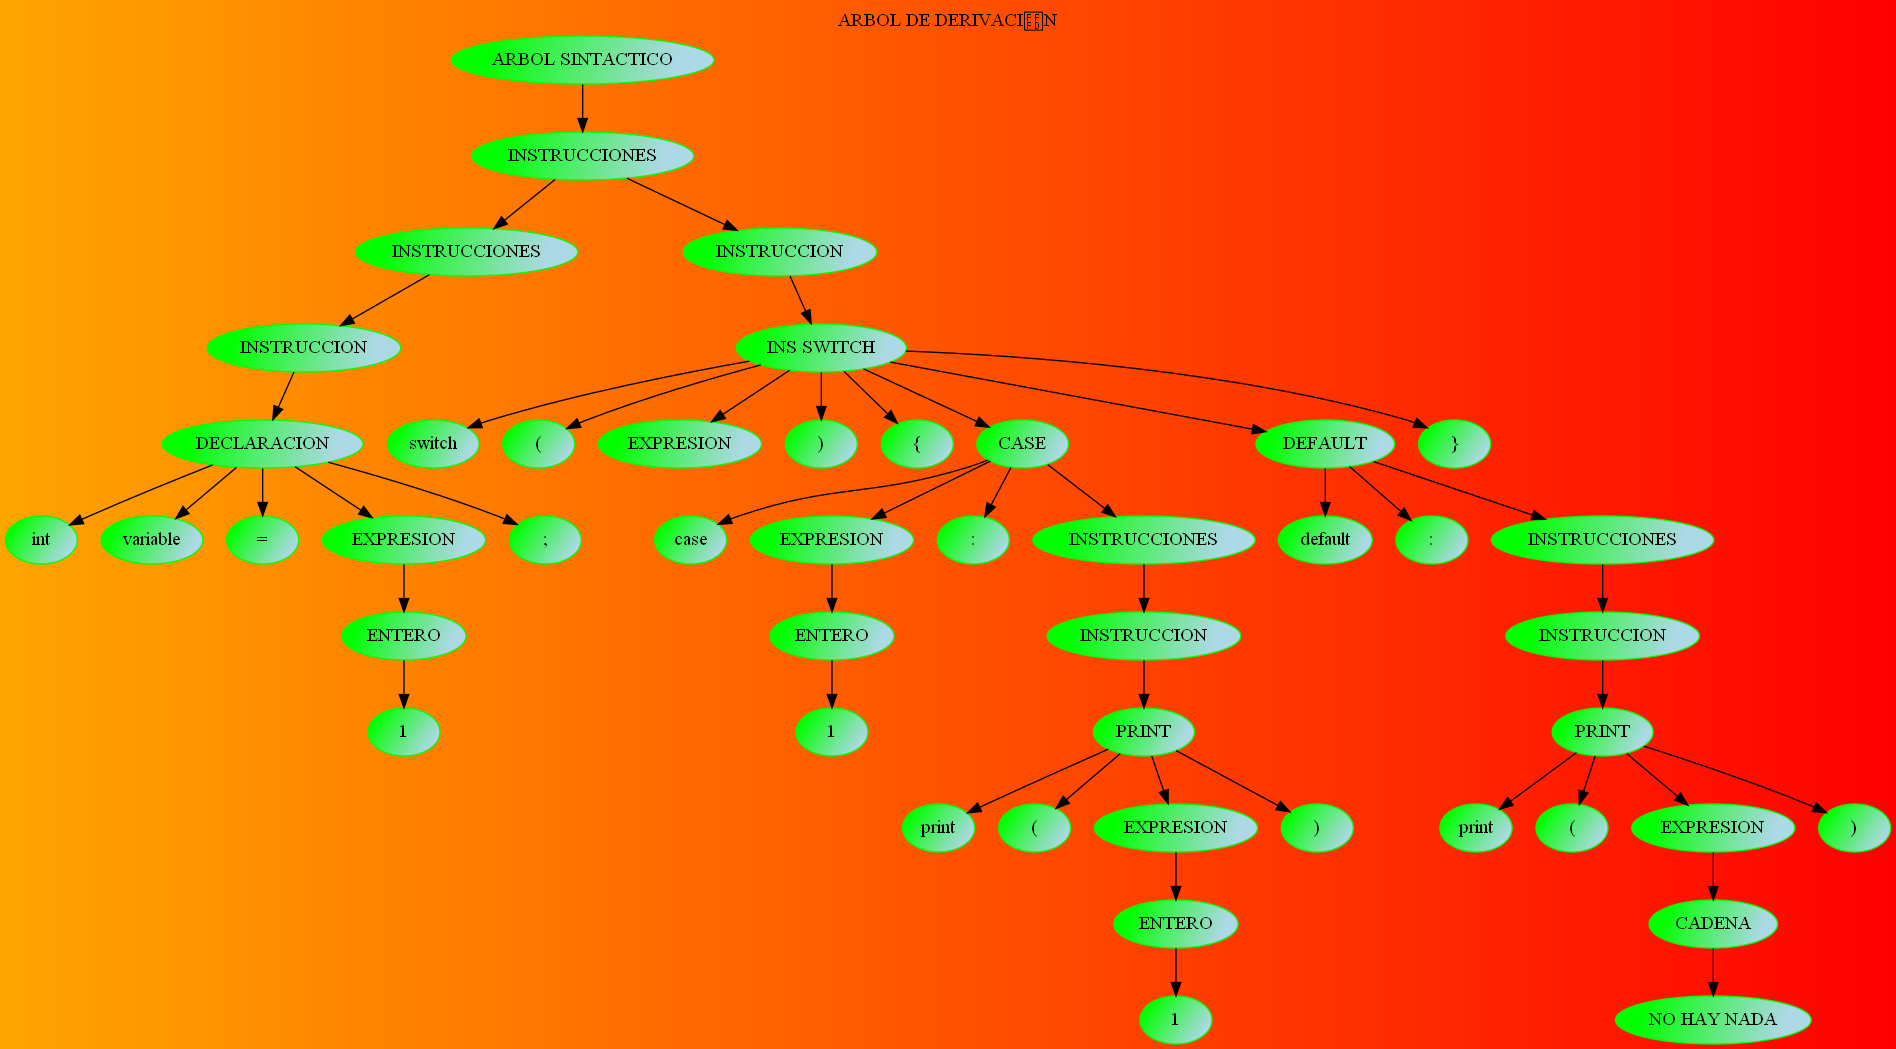 ARBOL DE DERIVACI�N
ARBOL SINTACTICO
INSTRUCCIONES
INSTRUCCIONES INSTRUCCION
INSTRUCCION INS SWITCH
DECLARACION switch ( EXPRESION ) { CASE DEFAULT }
int variable = EXPRESION ; case EXPRESION : INSTRUCCIONES default : INSTRUCCIONES
ENTERO ENTERO INSTRUCCION INSTRUCCION
1 1 PRINT PRINT
print ( EXPRESION ) print ( EXPRESION )
ENTERO CADENA
1 NO HAY NADA